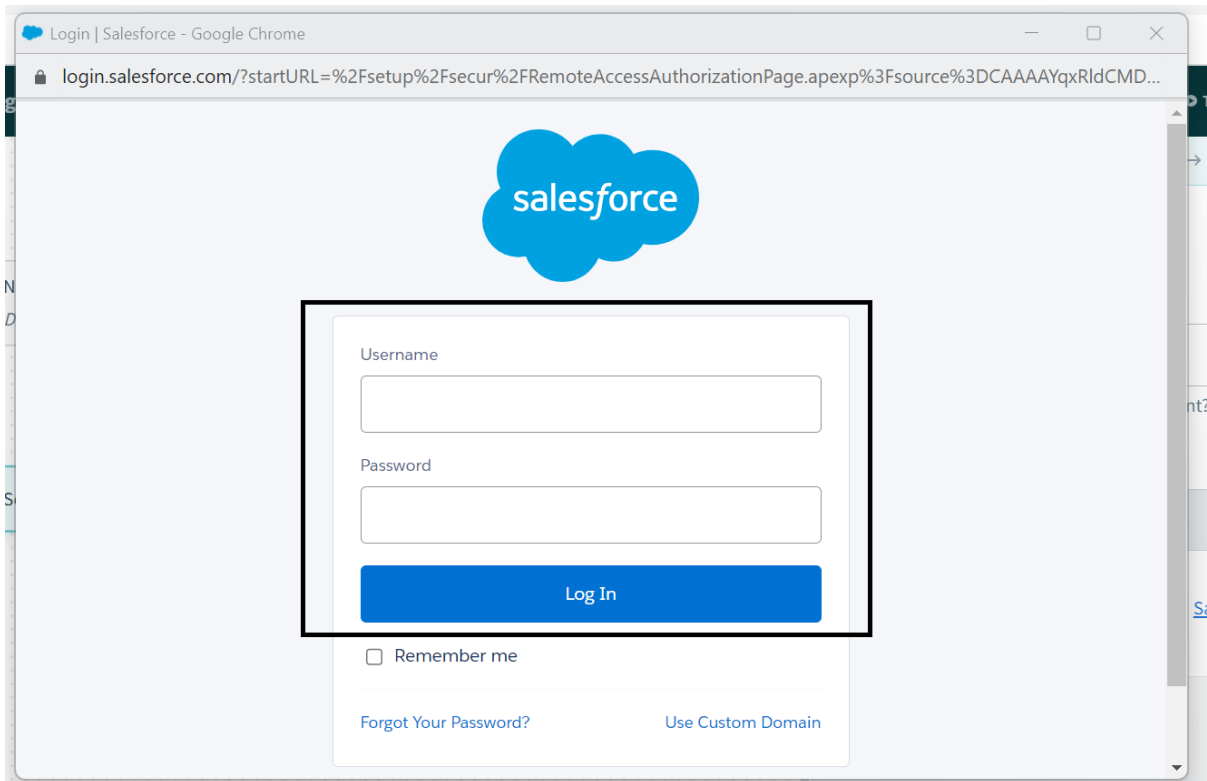 Login | Salesforce - Google Chrome
login.salesforce.com/?startURL=%2Fsetup%2Fsecur%2FRemoteAccessAuthorizationPage.apexp%3Fsource%3DCAAAAYqxRldCMD...
salesforce
Username
Password
Log In
Remember me
Forgot Your Password?
Use Custom Domain